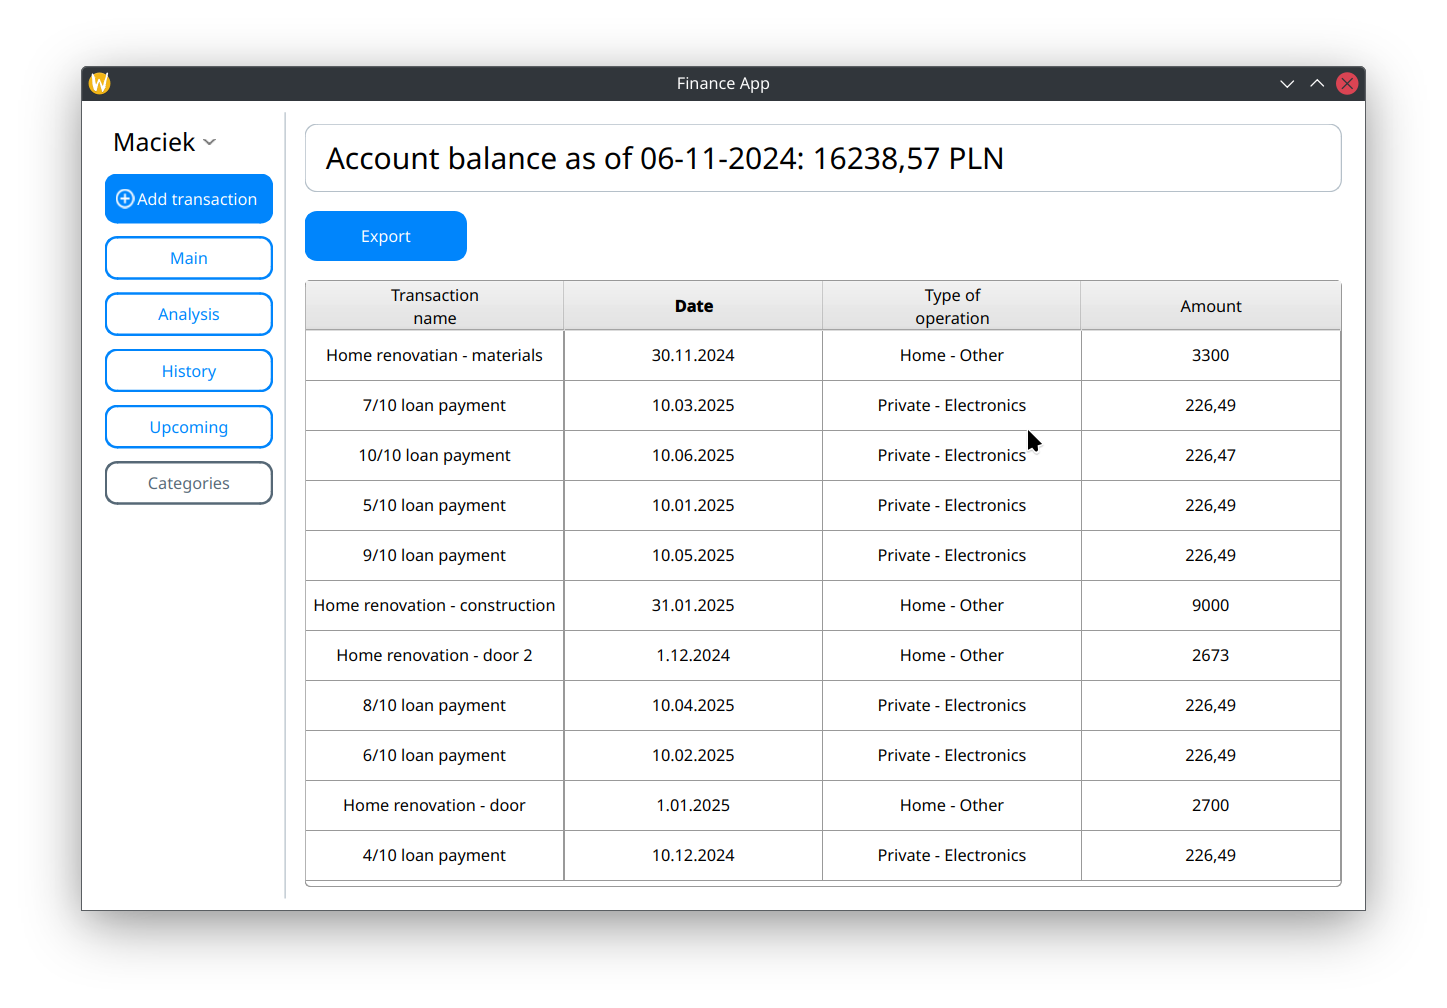 Finance App
Maciek
Add transaction
Main
Analysis
History
Upcoming
Categories
Account balance as of 06-11-2024: 16238,57 PLN
Export
Transaction name Date Type of operation Amount
Home renovatian - materials 30.11.2024 Home - Other 3300
7/10 loan payment 10.03.2025 Private - Electronics 226,49
10/10 loan payment 10.06.2025 Private - Electronics 226,47
5/10 loan payment 10.01.2025 Private - Electronics 226,49
9/10 loan payment 10.05.2025 Private - Electronics 226,49
Home renovation - construction 31.01.2025 Home - Other 9000
Home renovation - door 2 1.12.2024 Home - Other 2673
8/10 loan payment 10.04.2025 Private - Electronics 226,49
6/10 loan payment 10.02.2025 Private - Electronics 226,49
Home renovation - door 1.01.2025 Home - Other 2700
4/10 loan payment 10.12.2024 Private - Electronics 226,49